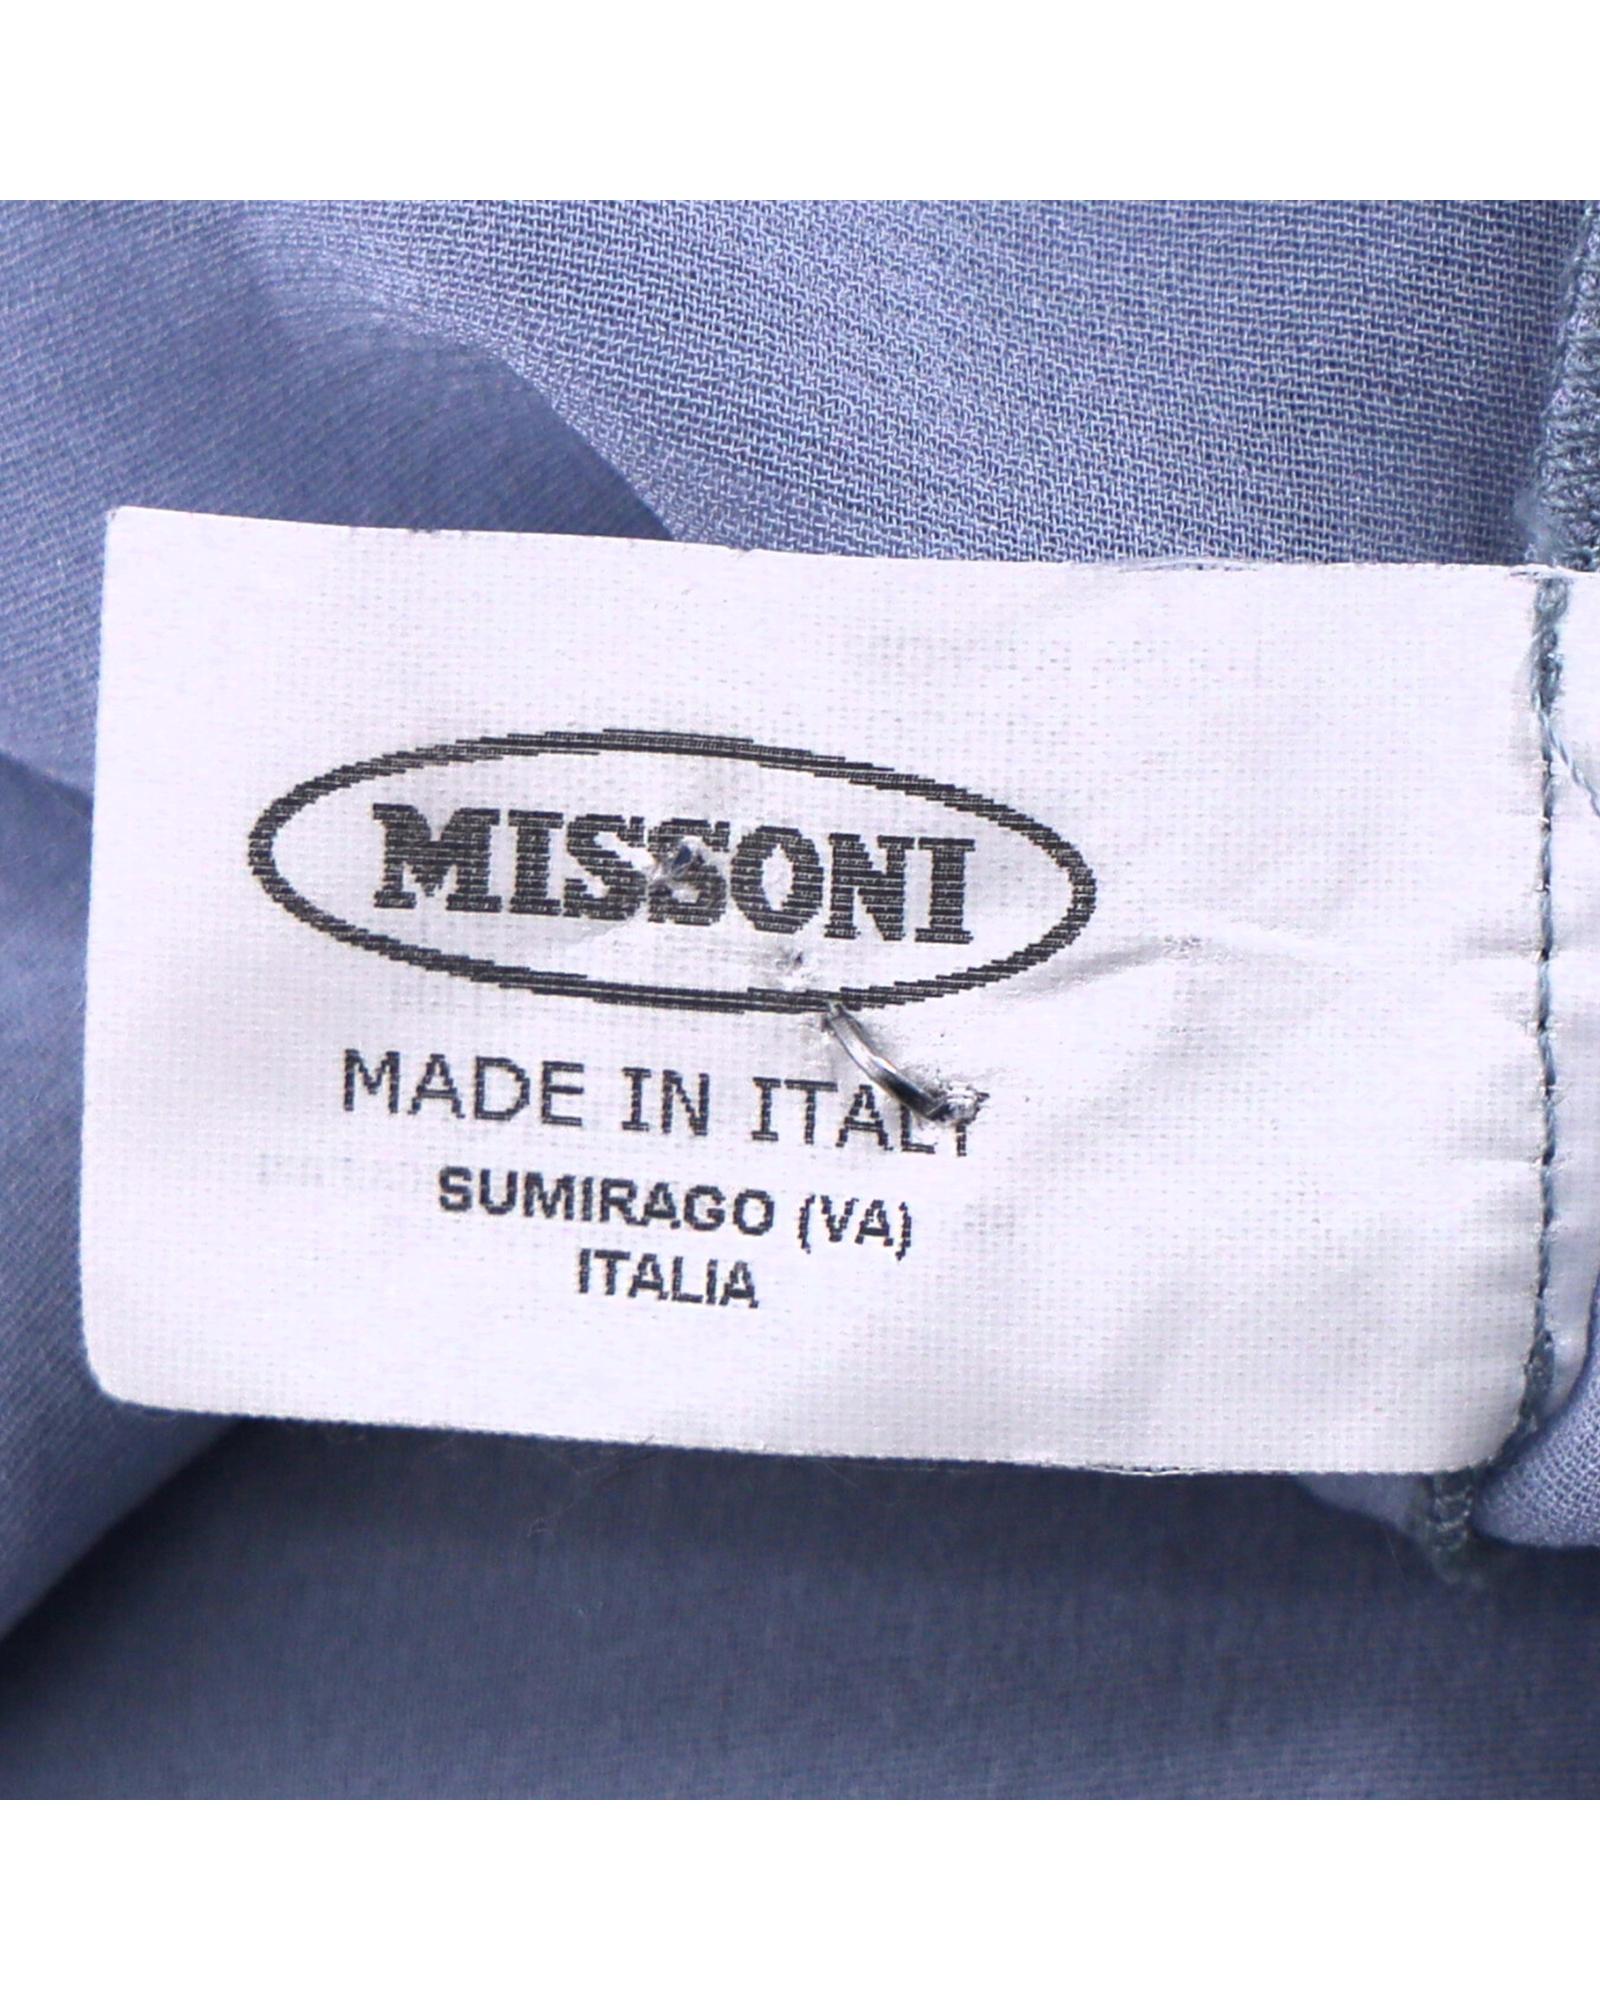 MISSONI
MADE IN ITALY
SUMIRAGO (VA)
ITALIA